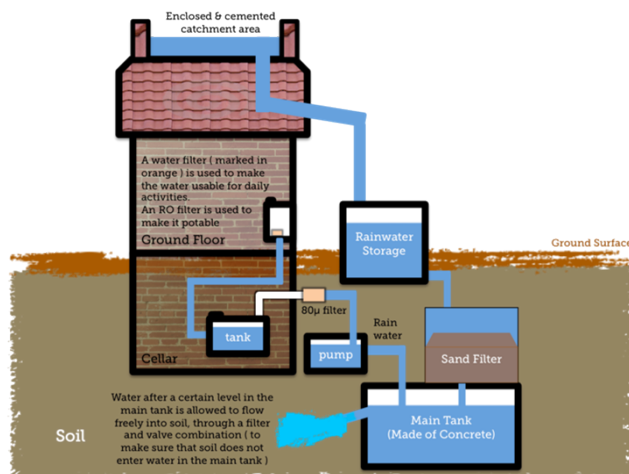 Enclosed & cemented
catchment area
A water filter ( marked in
orange ) is used to make
the water usable for daily
activities.
An RO filter is used to
make it potable
Ground Floor
Rainwater
Storage
Ground Surface
80µ filter
tank
Cellar
pump
Rain
water
Sand Filter
Water after a certain level in the
main tank is allowed to flow
freely into soil, through a filter
and valve combination ( to
make sure that soil does not
enter water in the main tank )
Soil
Main Tank
(Made of Concrete)